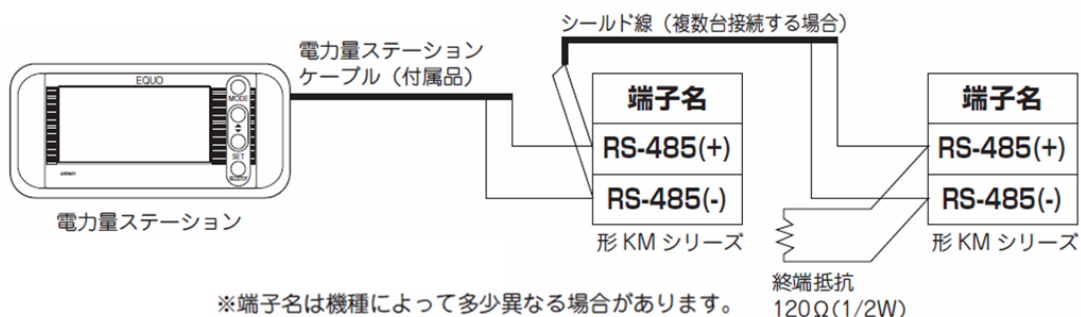 シールド線（複数台接続する場合）
電力量ステーション
ケーブル（付属品）
EQUO
MODE
SET
電力量ステーション
端子名
RS-485(+)
RS-485(-)
形 KM シリーズ
端子名
RS-485(+)
RS-485(-)
形 KM シリーズ
終端抵抗
120Ω(1/2W)
※端子名は機種によって多少異なる場合があります。